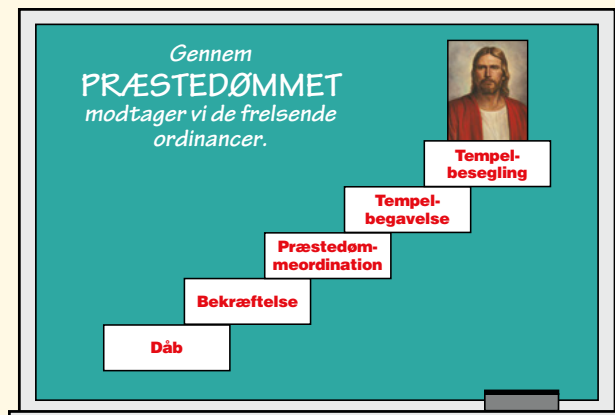 Gennem
PRÆSTEDØMMET
modtager vi de frelsende
ordinancer.
Tempel-
besegling
Tempel-
begavelse
Præstedøm-
meordination
Bekræftelse
Dåb